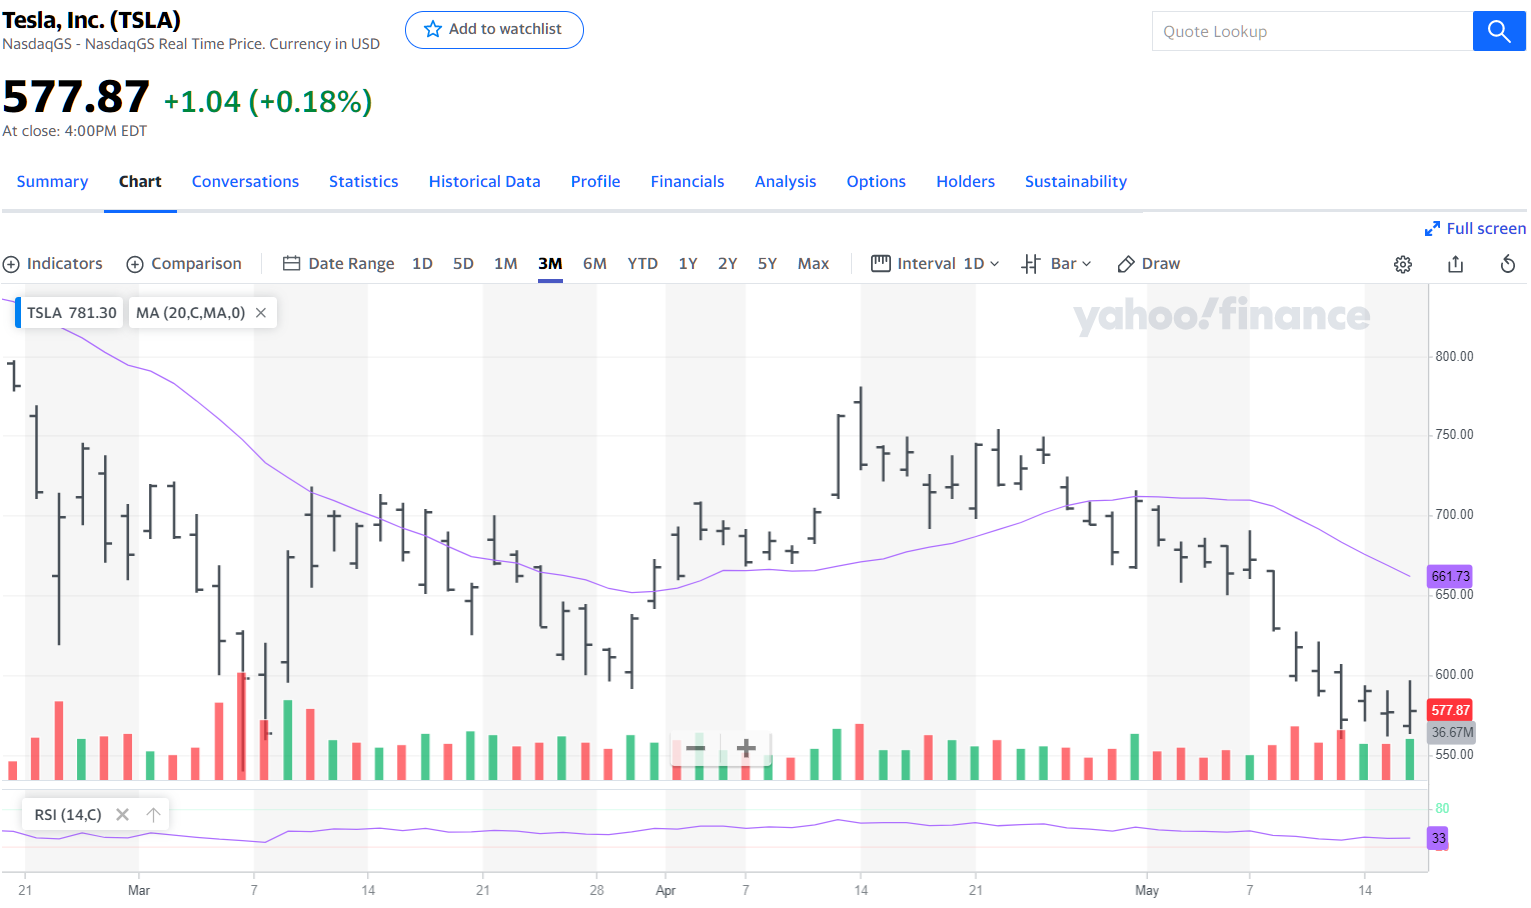 Tesla, Inc. (TSLA)
NasdaqGS - NasdaqGS Real Time Price. Currency in USD
Add to watchlist
Quote Lookup
577.87 +1.04 (+0.18%)
At close: 4:00PM EDT
Summary Chart Conversations Statistics Historical Data Profile Financials Analysis Options Holders Sustainability
Full screen
Indicators Comparison Date Range 1D 5D 1M 3M 6M YTD 1Y 2Y 5Y Max Interval 1D Bar Draw
TSLA 781.30 MA (20,C,MA,0)
yahoo!finance
800.00
750.00
700.00
661.73
650.00
600.00
577.87
36.67M
550.00
RSI (14,C)
80
33
21 Mar 7 14 21 28 Apr 7 14 21 May 7 14